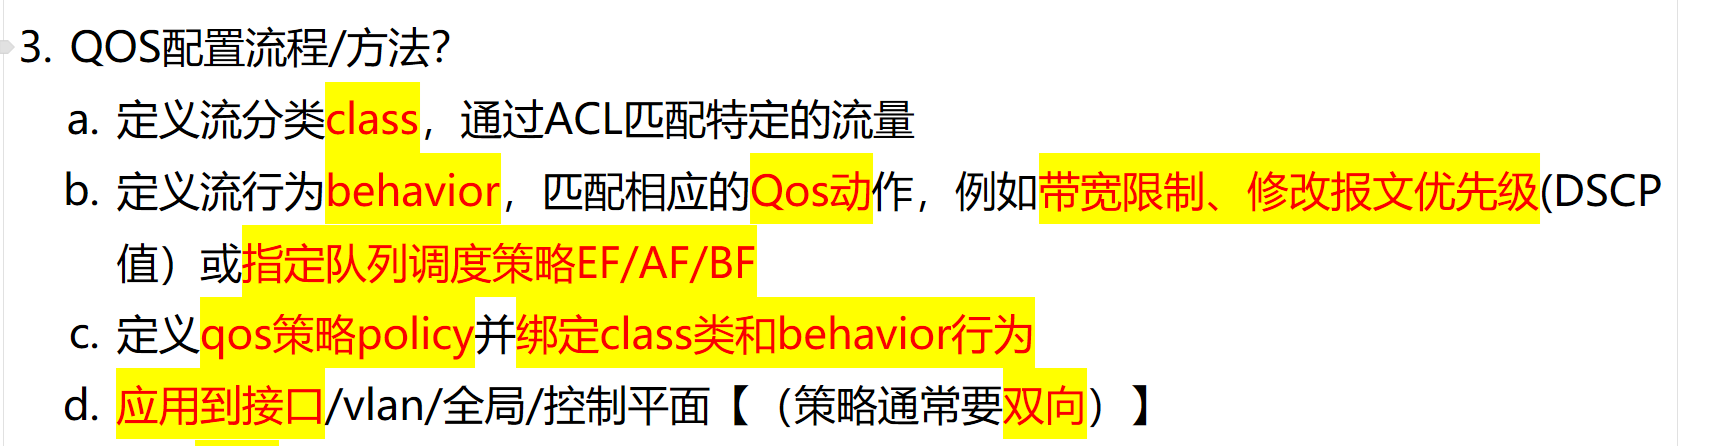 3. QOS配置流程/方法？
a. 定义流分类class，通过ACL匹配特定的流量
b. 定义流行为behavior，匹配相应的Qos动作，例如带宽限制、修改报文优先级(DSCP
值）或指定队列调度策略EF/AF/BF
c. 定义qos策略policy并绑定class类和behavior行为
d. 应用到接口/vlan/全局/控制平面【（策略通常要双向）】